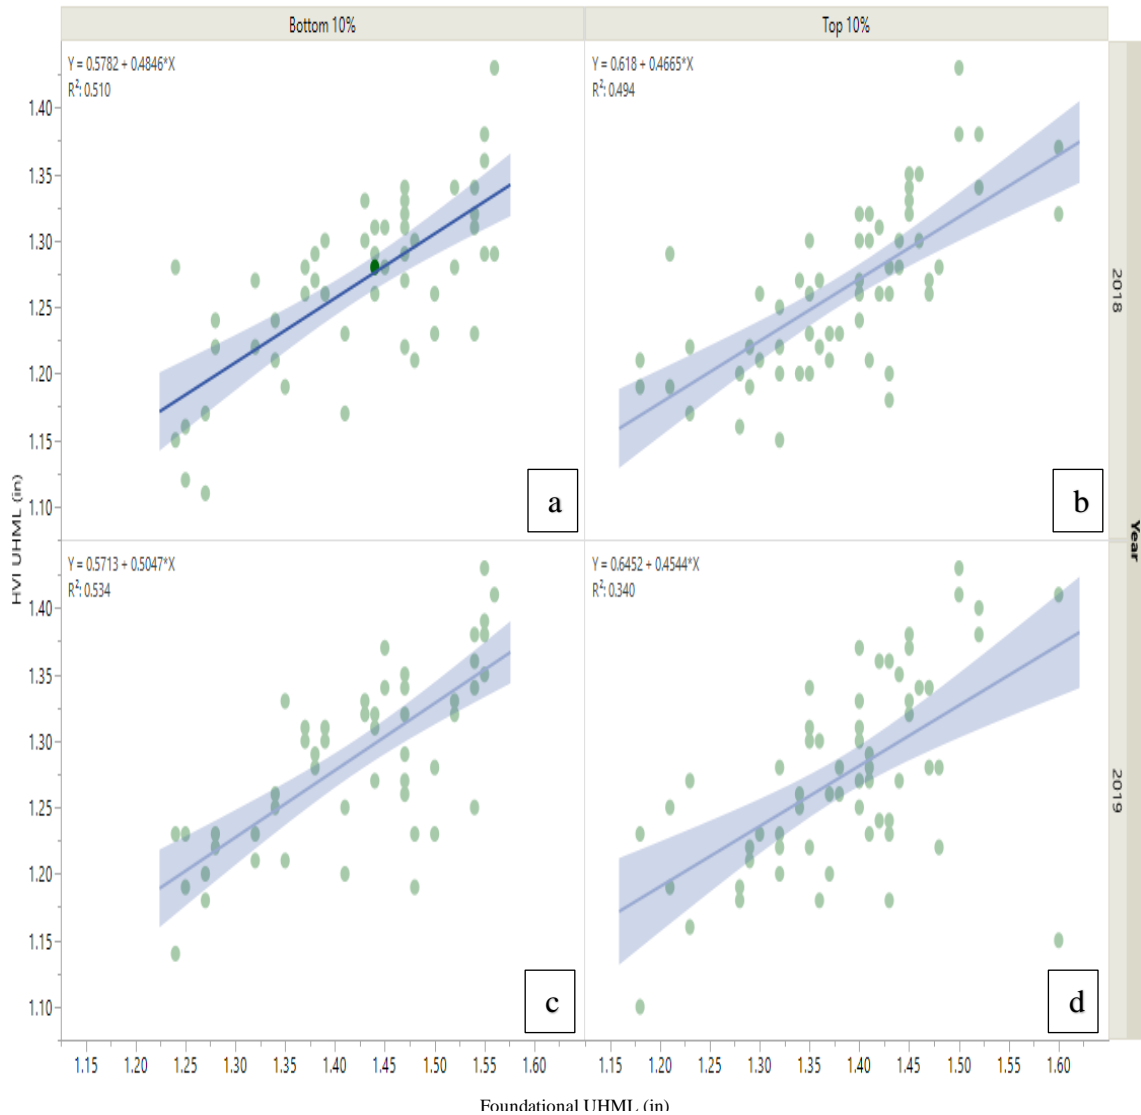 Bottom 10%
Top 10%
Y = 0.5782 + 0.4846*X
R²: 0.510
Y = 0.618 + 0.4665*X
R²: 0.494
1.40
1.35
1.30
1.25
1.20
1.15
1.10
a
b
2018
HVI UHML (in)
Year
Y = 0.5713 + 0.5047*X
R²: 0.534
Y = 0.6452 + 0.4544*X
R²: 0.340
1.40
1.35
1.30
1.25
1.20
1.15
1.10
c
d
2019
1.15 1.20 1.25 1.30 1.35 1.40 1.45 1.50 1.55 1.60 1.15 1.20 1.25 1.30 1.35 1.40 1.45 1.50 1.55 1.60
Foundational UHML (in)